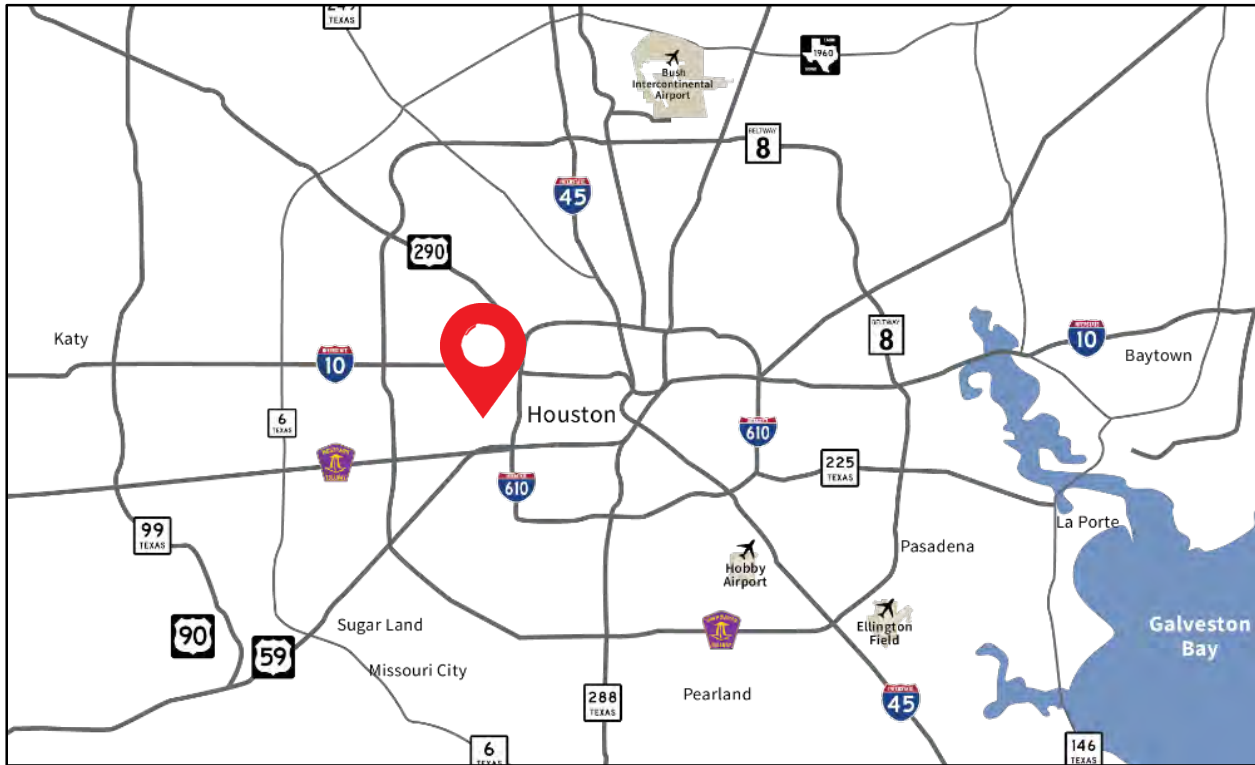 249
TEXAS
Bush
Intercontinental
Airport
1960
BELTWAY
8
45
290
BELTWAY
8
Katy
10
10
Baytown
6
TEXAS
Houston
610
225
TEXAS
610
99
TEXAS
La Porte
Pasadena
Hobby
Airport
90
59
Sugar Land
Ellington
Field
Galveston
Bay
Missouri City
288
TEXAS
Pearland
45
6
TEXAS
146
TEXAS